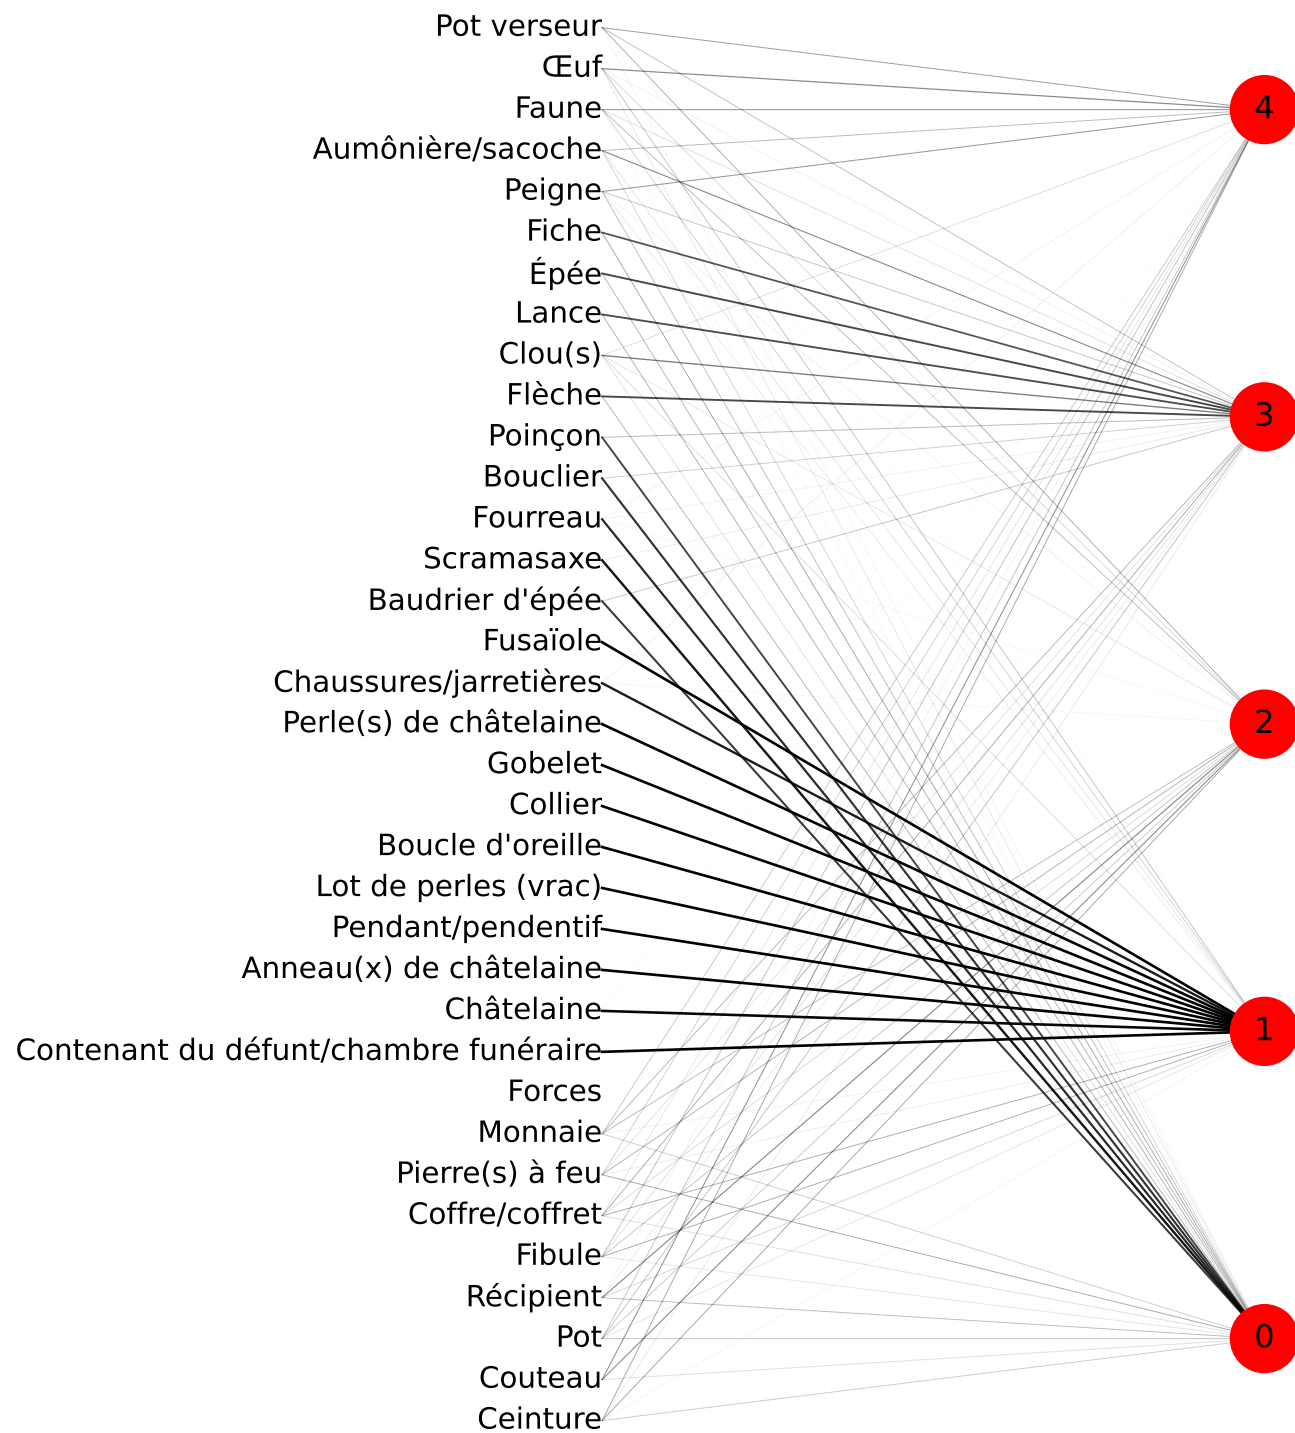 Pot verseur
Œuf
Faune
Aumônière/sacoche
Peigne
Fiche
Épée
Lance
Clou(s)
Flèche
Poinçon
Bouclier
Fourreau
Scramasaxe
Baudrier d'épée
Fusaïole
Chaussures/jarretières
Perle(s) de châtelaine
Gobelet
Collier
Boucle d'oreille
Lot de perles (vrac)
Pendant/pendentif
Anneau(x) de châtelaine
Châtelaine
Contenant du défunt/chambre funéraire
Forces
Monnaie
Pierre(s) à feu
Coffre/coffret
Fibule
Récipient
Pot
Couteau
Ceinture
4
3
2
1
0